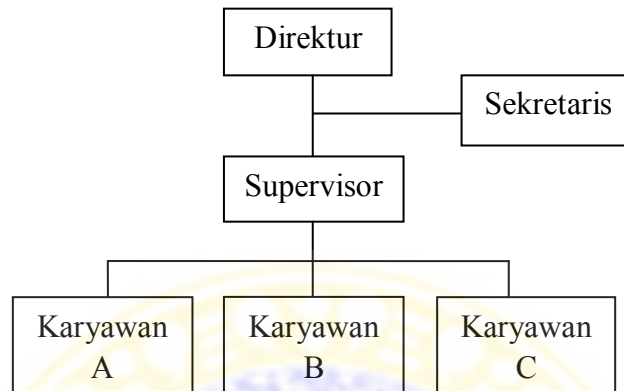 Direktur
Sekretaris
Supervisor
Karyawan
A
Karyawan
B
Karyawan
C